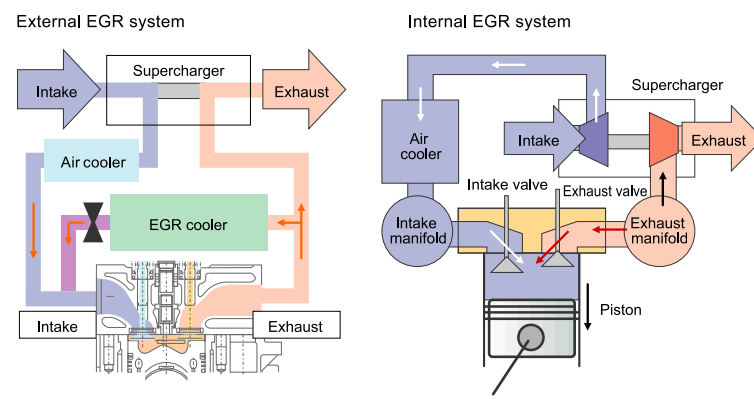 External EGR system
Supercharger
Intake
Exhaust
Air cooler
EGR cooler
Intake
Exhaust
Internal EGR system
Supercharger
Intake
Exhaust
Air
cooler
Intake valve
Exhaust valve
Intake
manifold
Exhaust
manifold
Piston